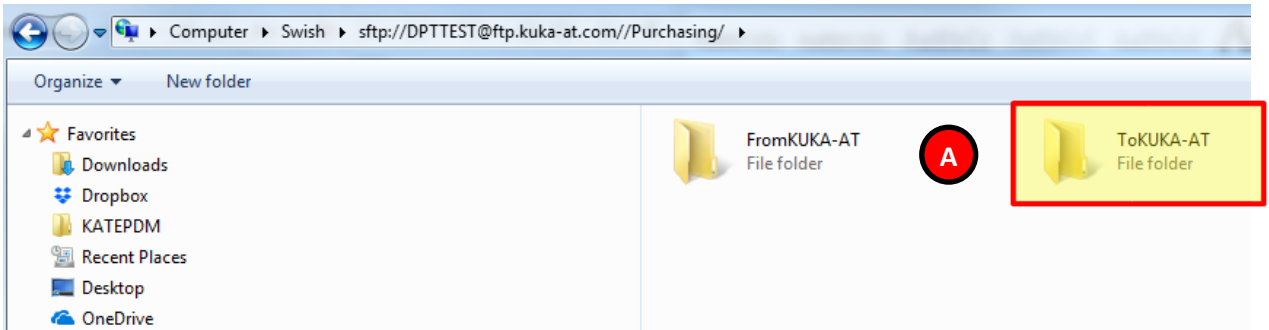 Computer Swish sftp://DPTTEST@ftp.kuka-at.com//Purchasing/
Organize New folder
Favorites
Downloads
Dropbox
KATEPDM
Recent Places
Desktop
OneDrive
FromKUKA-AT
File folder
A
ToKUKA-AT
File folder